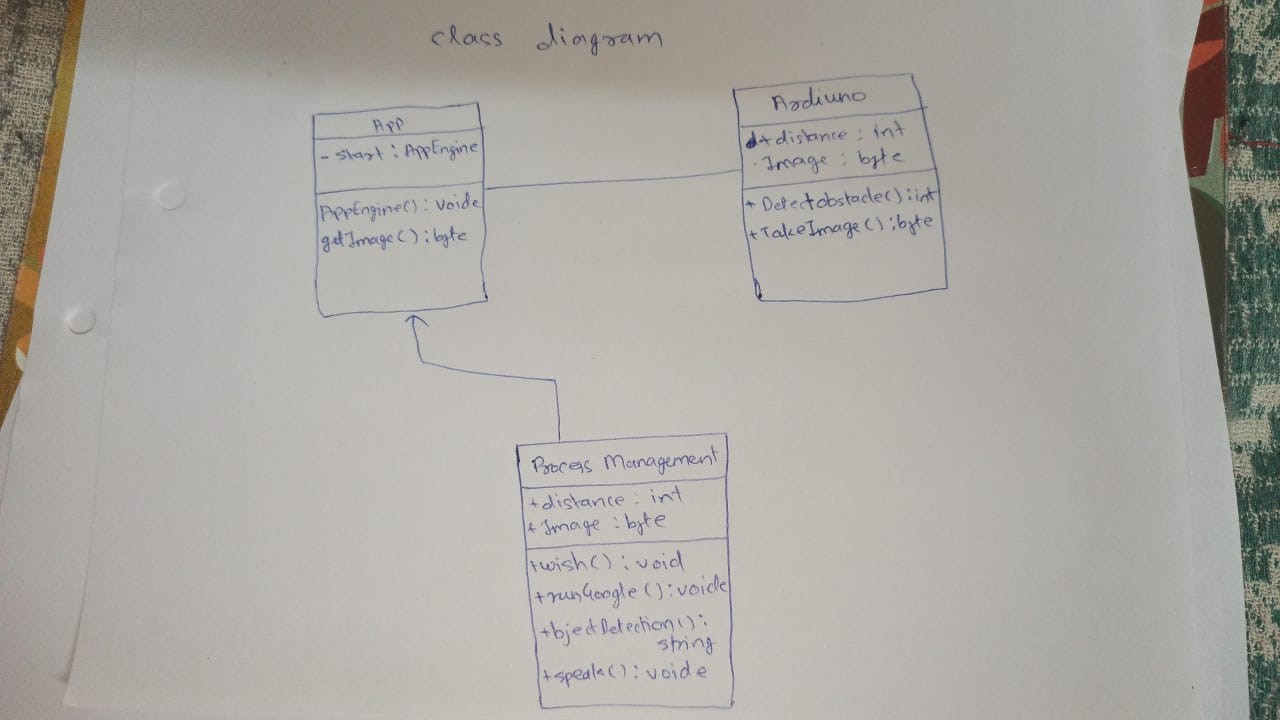 class diagram
App
- start : AppEngine
AppEngine() : voide
getImage() : byte
Ardiuno
+ distance : int
. Image : byte
+ Detectobstacle() : int
+ TakeImage() : byte
Process Management
+ distance : int
+ Image : byte
+ wish() : void
+ runGoogle() : voide
+ bjectDetection() :
string
+ speak() : voide